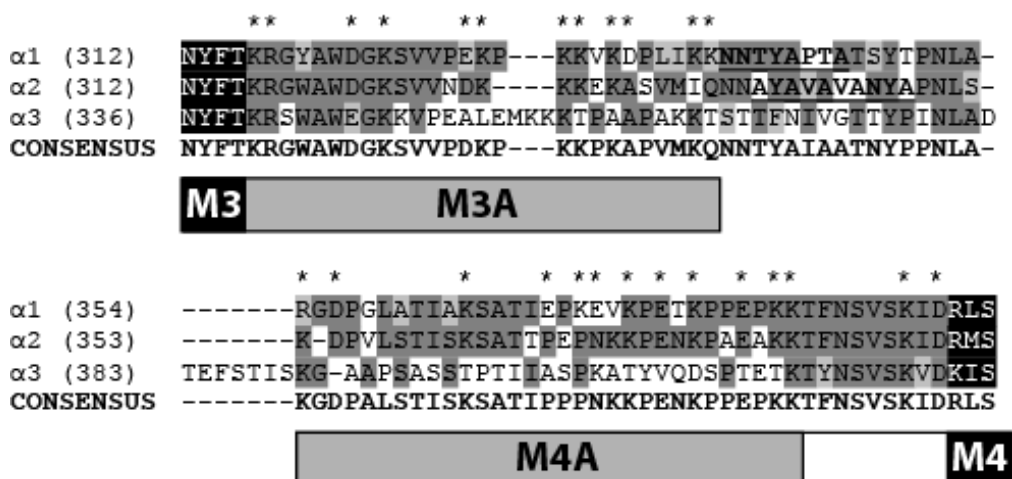 ** * * ** ** ** **
α1 (312) NYFTKRGYAWDGKSVVPEKP---KKVKDPLIKKNNTYAPTATSYTPNLA-
α2 (312) NYFTKRGWAWDGKSVVNDK----KKEKASVMIQNNAYAVAVANYAPNLS-
α3 (336) NYFTKRSWAWEGKKVPEALEMKKKTPAAPAKKTSTTFNIVGTTYPINLAD
CONSENSUS NYFTKRGWAWDGKSVVPDKP---KKPKAPVMKQNNTYAIAATNYPPNLA-
M3 M3A
* * * * ** * * * * ** * *
α1 (354) -------RGDPGLATIAKSATIEPKEVKPETKPPEPKKTFNSVSKIDRLS
α2 (353) -------K-DPVLSTISKSATTPEPNKKPENKPAEAKKTFNSVSKIDRMS
α3 (383) TEFSTISKG-AAPSASSTPTIIASPKATYVQDSPTETKTYNSVSKVDKIS
CONSENSUS -------KGDPALSTISKSATIPPPNKKPENKPPEPKKTFNSVSKIDRLS
M4A M4